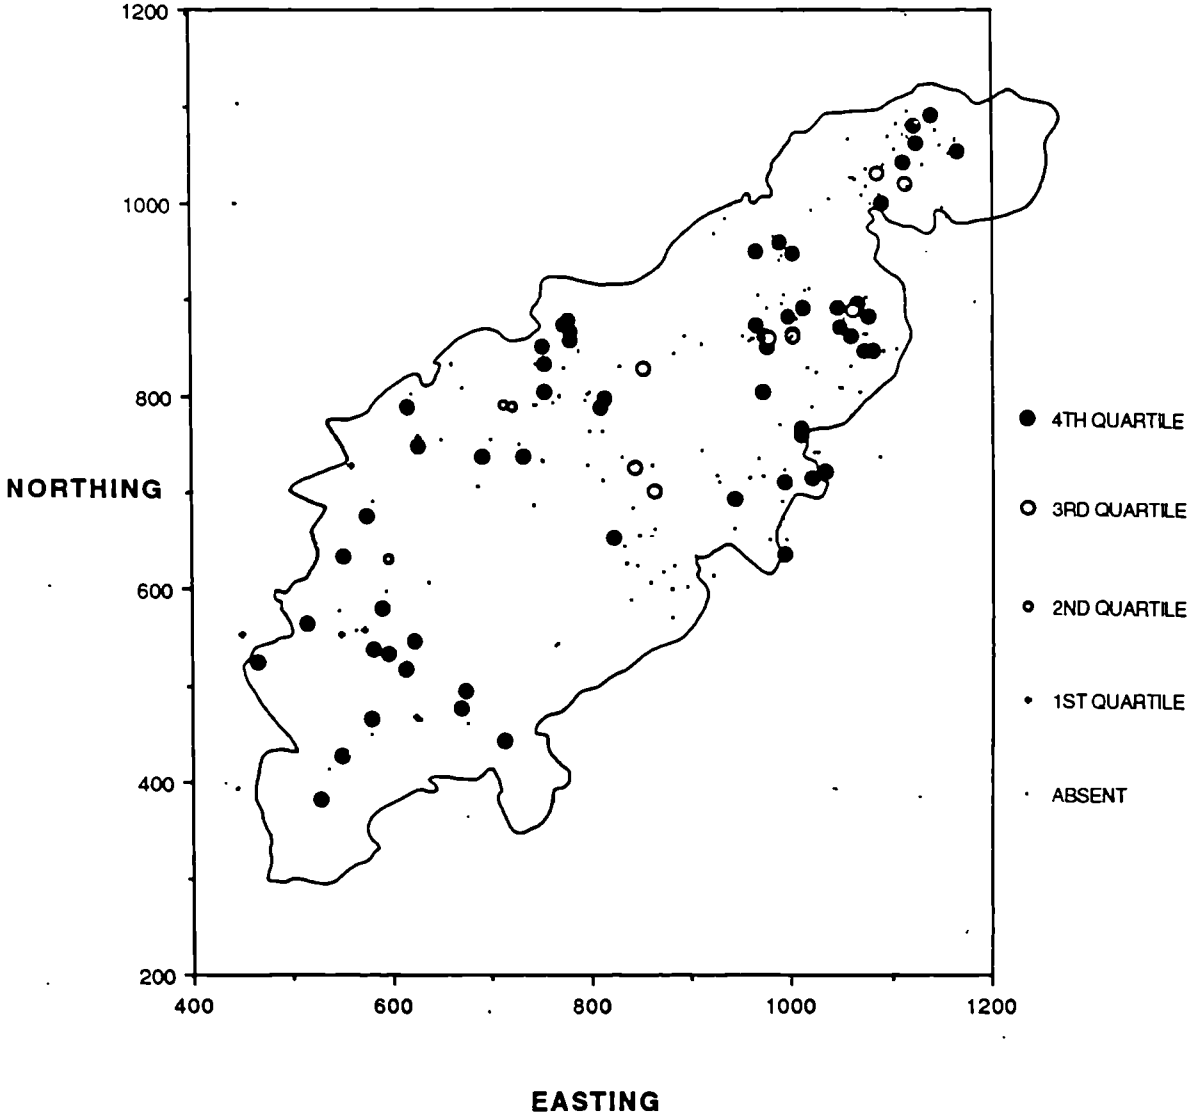 1200
1000
800
600
400
200
NORTHING
400 600 800 1000 1200
EASTING
4TH QUARTILE
3RD QUARTILE
2ND QUARTILE
1ST QUARTILE
ABSENT